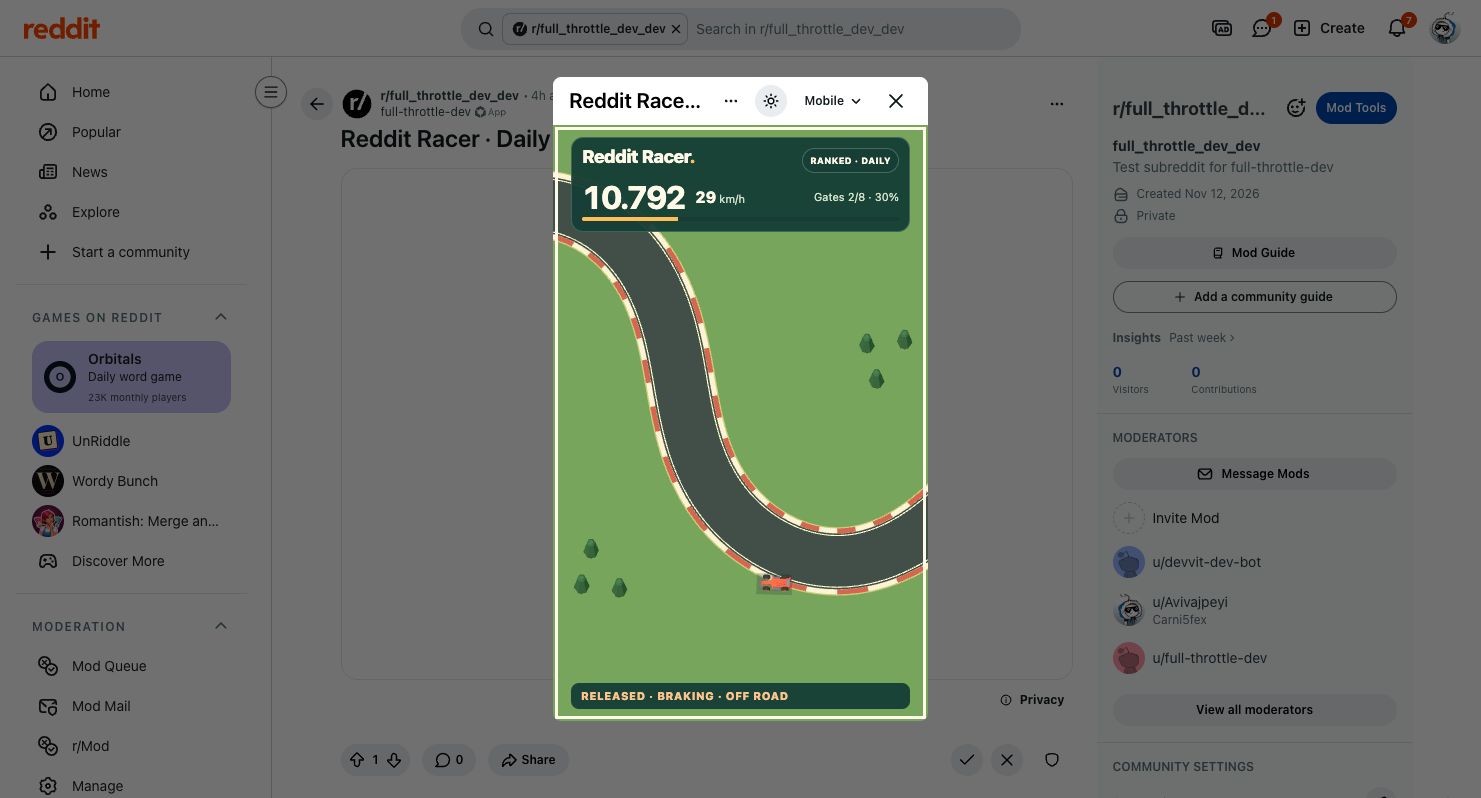 reddit
r/full_throttle_dev_dev
Search in r/full_throttle_dev_dev
AD
1
Create
7
Home
Popular
News
Explore
Start a community
GAMES ON REDDIT
Orbitals
Daily word game
23K monthly players
UnRiddle
Wordy Bunch
Romantish: Merge an...
Discover More
MODERATION
Mod Queue
Mod Mail
r/Mod
Manage
r/full_throttle_dev_dev · 4h a
full-throttle-dev App
Reddit Racer · Daily
Reddit Race...
Mobile
Reddit Racer.
RANKED · DAILY
10.792 29 km/h
Gates 2/8 · 30%
RELEASED · BRAKING · OFF ROAD
Privacy
1
0
Share
r/full_throttle_d...
Mod Tools
full_throttle_dev_dev
Test subreddit for full-throttle-dev
Created Nov 12, 2026
Private
Mod Guide
Add a community guide
Insights Past week
0
Visitors
0
Contributions
MODERATORS
Message Mods
Invite Mod
u/devvit-dev-bot
u/Avivajpeyi
Carni5fex
u/full-throttle-dev
View all moderators
COMMUNITY SETTINGS